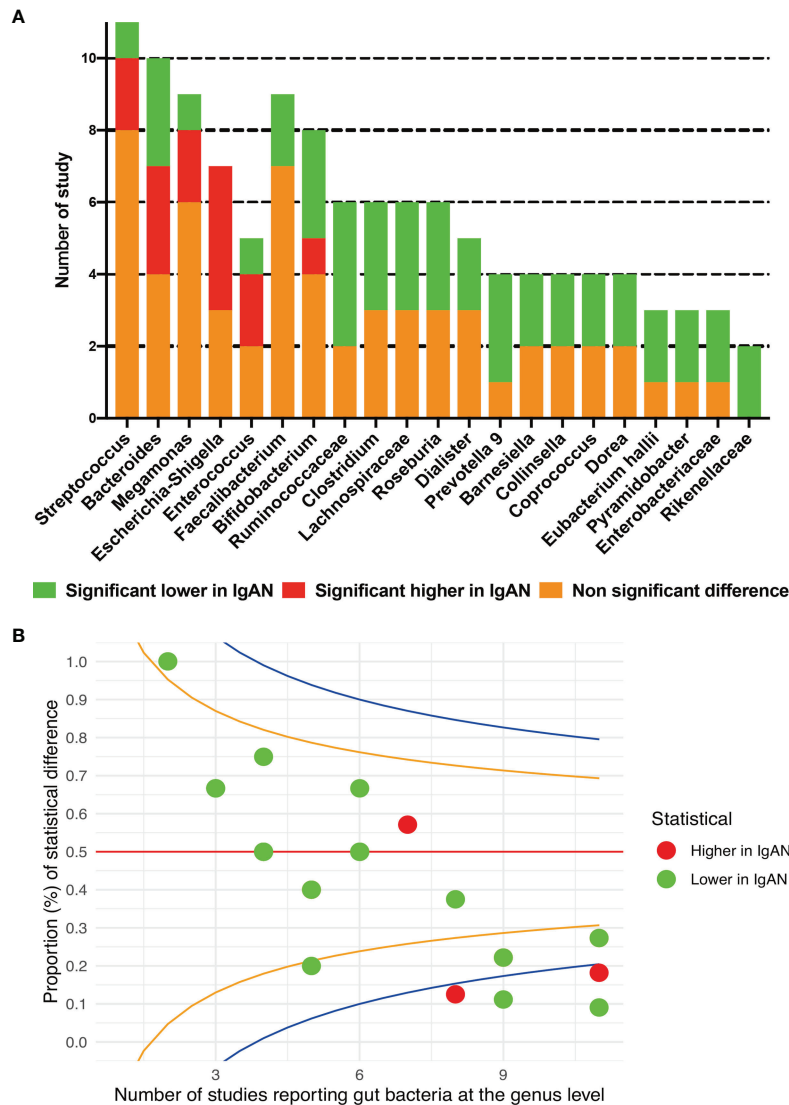 A
Number of study
10
8
6
4
2
0
Streptococcus
Bacteroides
Megamonas
Escherichia-Shigella
Enterococcus
Faecalibacterium
Bifidobacterium
Ruminococcaceae
Clostridium
Lachnospiraceae
Roseburia
Dialister
Prevotella 9
Barnesiella
Collinsella
Coprococcus
Dorea
Eubacterium hallii
Pyramidobacter
Enterobacteriaceae
Rikenellaceae
Significant lower in IgAN
Significant higher in IgAN
Non significant difference
B
Proportion (%) of statistical difference
1.0
0.9
0.8
0.7
0.6
0.5
0.4
0.3
0.2
0.1
0.0
3
6
9
Number of studies reporting gut bacteria at the genus level
Statistical
Higher in IgAN
Lower in IgAN